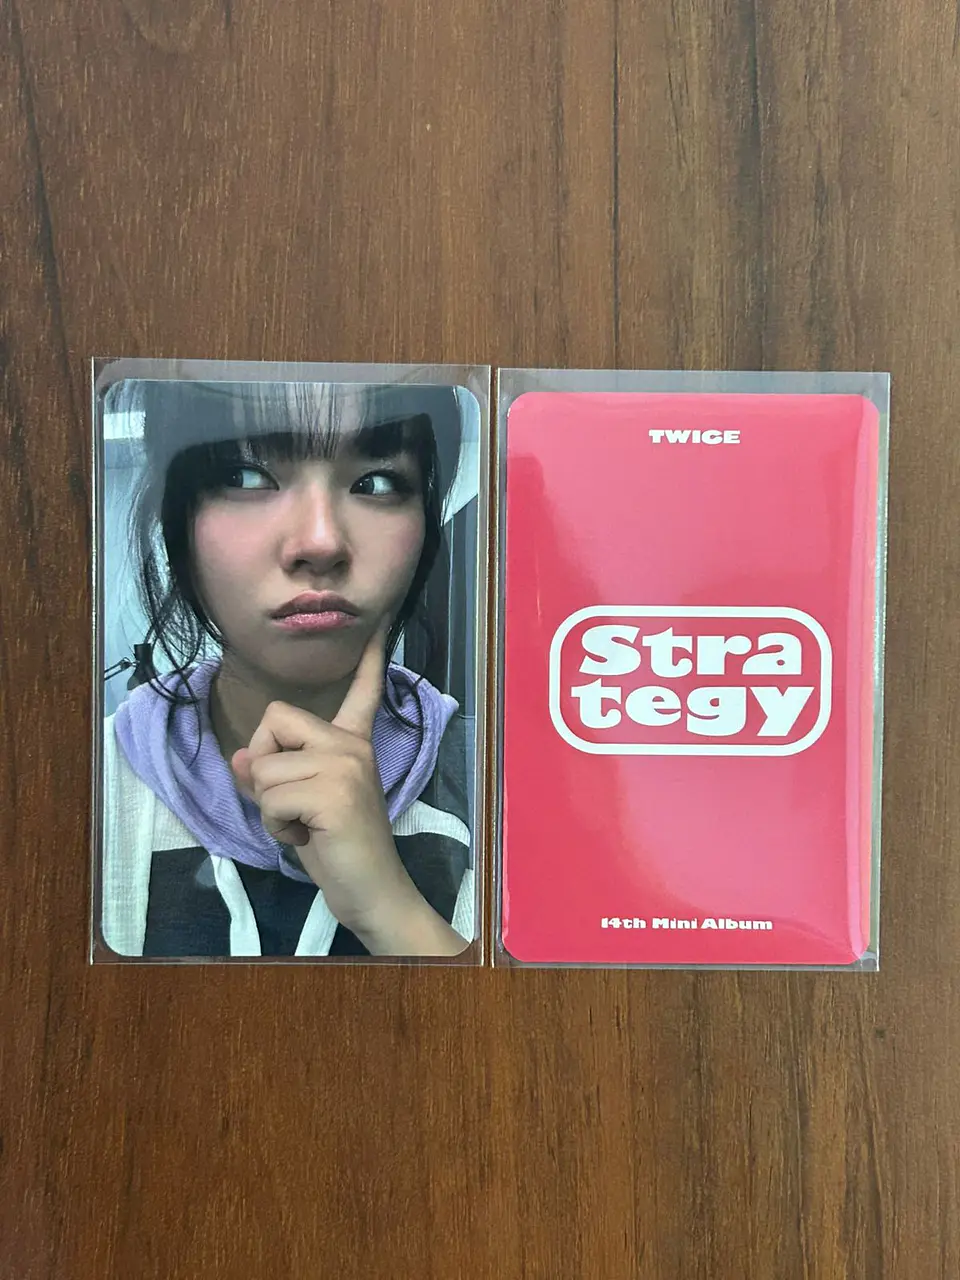 TWICE
Stra
tegy
14th Mini Album